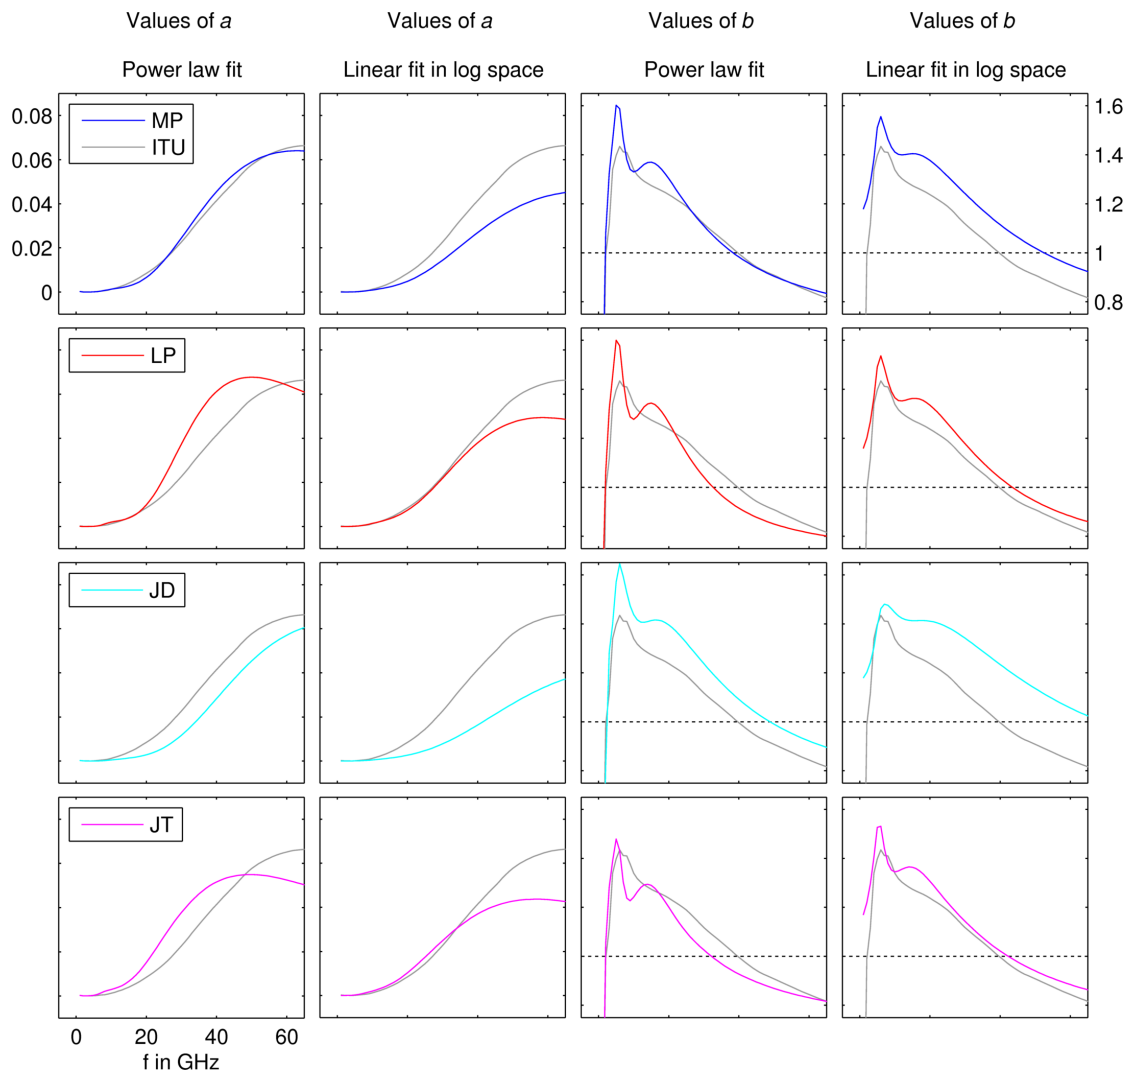 Values of a Values of a Values of b Values of b
Power law fit Linear fit in log space Power law fit Linear fit in log space
MP
ITU
0.08
0.06
0.04
0.02
0
1.6
1.4
1.2
1
0.8
LP
JD
JT
0 20 40 60
f in GHz